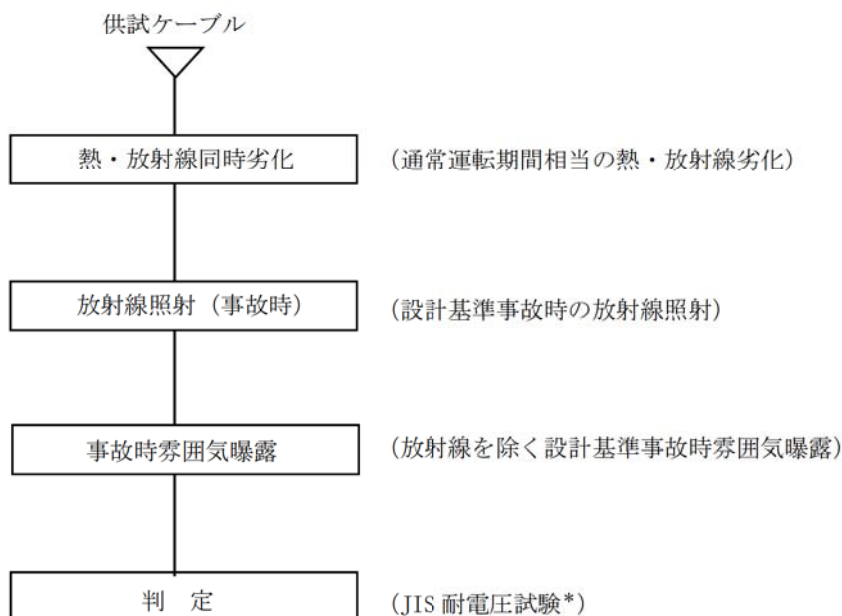 供試ケーブル
熱・放射線同時劣化 (通常運転期間相当の熱・放射線劣化)
放射線照射 (事故時) (設計基準事故時の放射線照射)
事故時雰囲気曝露 (放射線を除く設計基準事故時雰囲気曝露)
判 定 (JIS 耐電圧試験*)